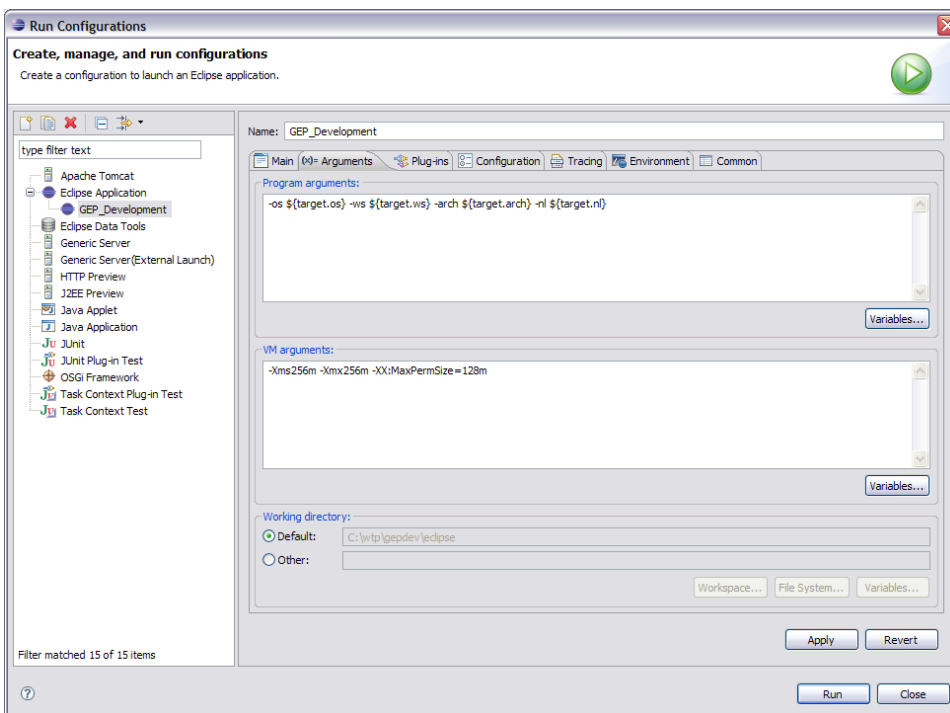 Run Configurations
Create, manage, and run configurations
Create a configuration to launch an Eclipse application.
type filter text
Apache Tomcat
Eclipse Application
GEP_Development
Eclipse Data Tools
Generic Server
Generic Server(External Launch)
HTTP Preview
J2EE Preview
Java Applet
Java Application
JUnit
JUnit Plug-in Test
OSGi Framework
Task Context Plug-in Test
Task Context Test
Filter matched 15 of 15 items
Name: GEP_Development
Main (x)= Arguments Plug-ins Configuration Tracing Environment Common
Program arguments:
-os ${target.os} -ws ${target.ws} -arch ${target.arch} -nl ${target.nl}
Variables...
VM arguments:
-Xms256m -Xmx256m -XX:MaxPermSize=128m
Variables...
Working directory:
Default: C:\wtp\gepdev\eclipse
Other:
Workspace... File System... Variables...
Apply Revert
Run Close